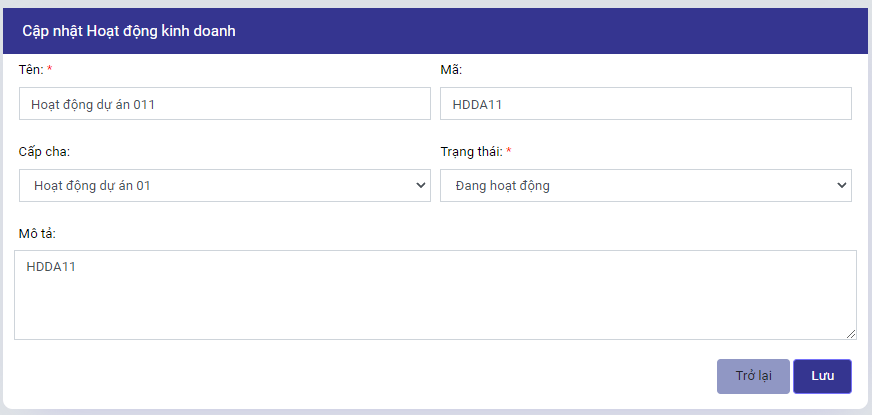 Cập nhật Hoạt động kinh doanh
Tên: *
Mã:
Hoạt động dự án 011
HDDA11
Cấp cha:
Trạng thái: *
Hoạt động dự án 01
Đang hoạt động
Mô tả:
HDDA11
Trở lại
Lưu